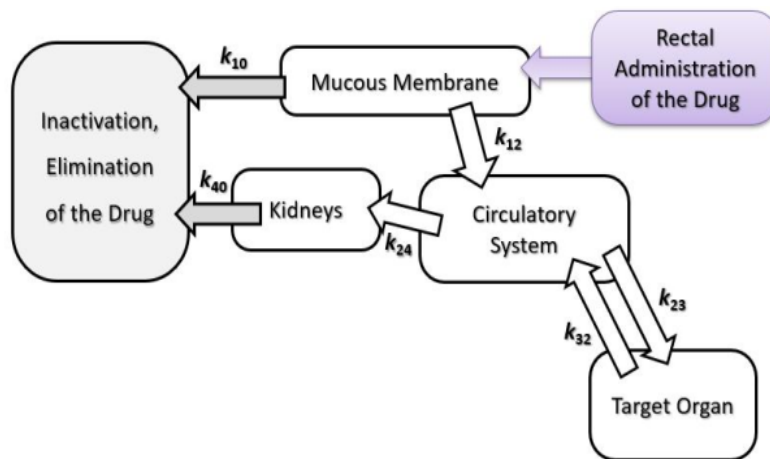 k10
Mucous Membrane
Rectal
Administration
of the Drug
Inactivation,
Elimination
of the Drug
k12
k40
Kidneys
k24
Circulatory
System
k23
k32
Target Organ